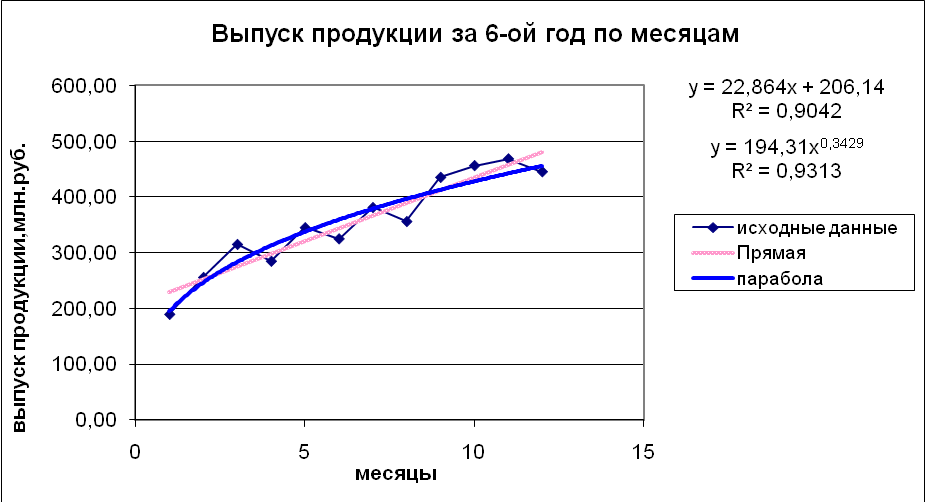 Выпуск продукции за 6-ой год по месяцам
выпуск продукции.млн.руб.
600,00
500,00
400,00
300,00
200,00
100,00
0,00
0
5
10
15
месяцы
y = 22,864x + 206,14
R² = 0,9042
y = 194,31x^0,3429
R² = 0,9313
исходные данные
Прямая
парабола